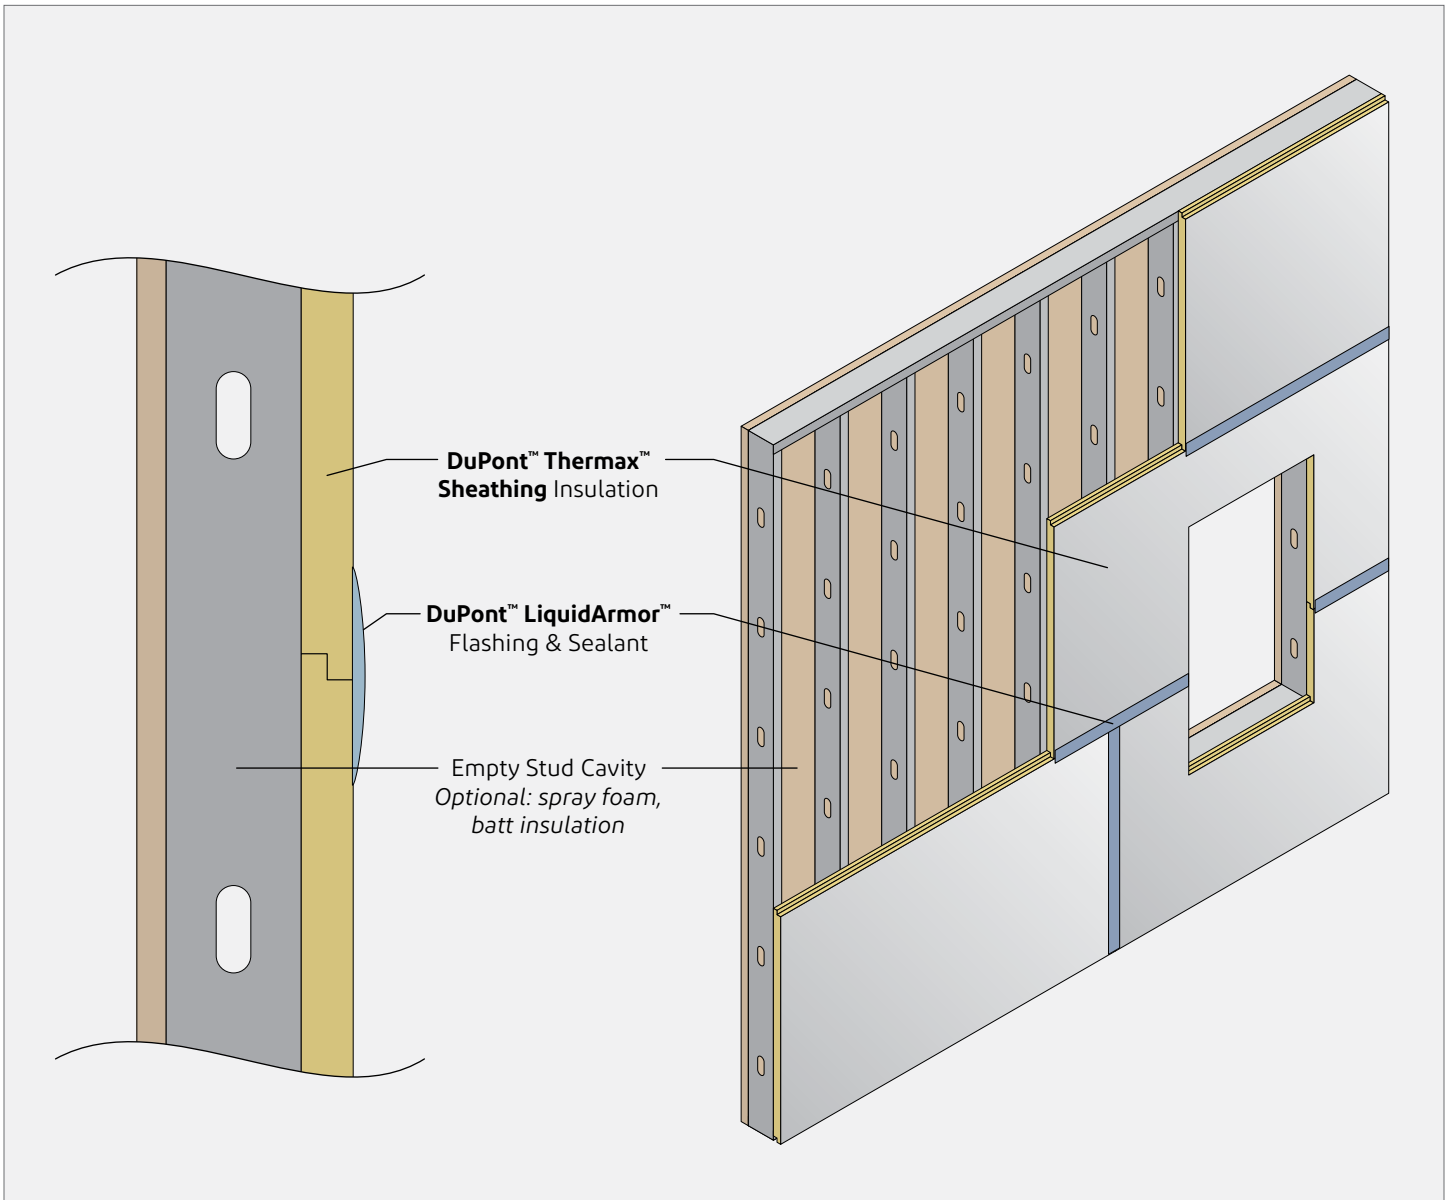 DuPont™ Thermax™
Sheathing Insulation
DuPont™ LiquidArmor™
Flashing & Sealant
Empty Stud Cavity
Optional: spray foam,
batt insulation